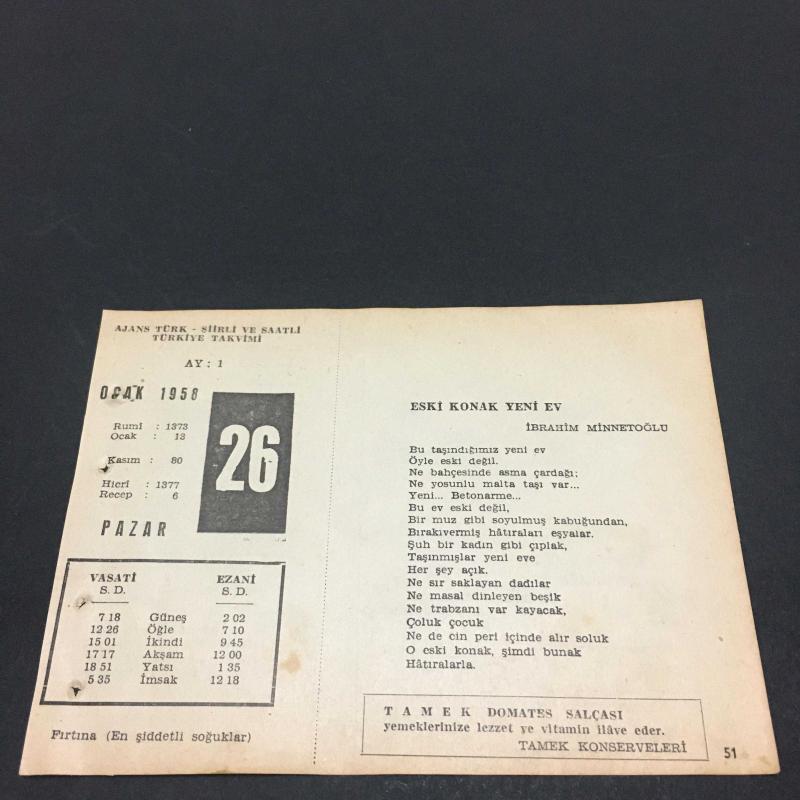 AJANS TÜRK - ŞİİRLİ VE SAATLİ
TÜRKİYE TAKVİMİ
AY : 1
OCAK 1958
Rumî : 1373
Ocak : 13
Kasım : 80
Hicrî : 1377
Recep : 6
26
PAZAR
VASATİ EZANİ
S. D. S. D.
7 18 Güneş 2 02
12 26 Öğle 7 10
15 01 İkindi 9 45
17 17 Akşam 12 00
18 51 Yatsı 1 35
5 35 İmsak 12 18
Fırtına (En şiddetli soğuklar)
ESKİ KONAK YENİ EV
İBRAHİM MİNNETOĞLU
Bu taşındığımız yeni ev
Öyle eski değil.
Ne bahçesinde asma çardağı;
Ne yosunlu malta taşı var...
Yeni... Betonarme...
Bu ev eski değil,
Bir muz gibi soyulmuş kabuğundan,
Bırakıvermiş hâtıraları eşyalar.
Şuh bir kadın gibi çıplak,
Taşınmışlar yeni eve
Her şey açık.
Ne sır saklayan dadılar
Ne masal dinleyen beşik
Ne trabzanı var kayacak,
Çoluk çocuk
Ne de cin peri içinde alır soluk
O eski konak, şimdi bunak
Hâtıralarla.
TAMEK DOMATES SALÇASI
yemeklerinize lezzet ve vitamin ilâve eder.
TAMEK KONSERVELERİ
51